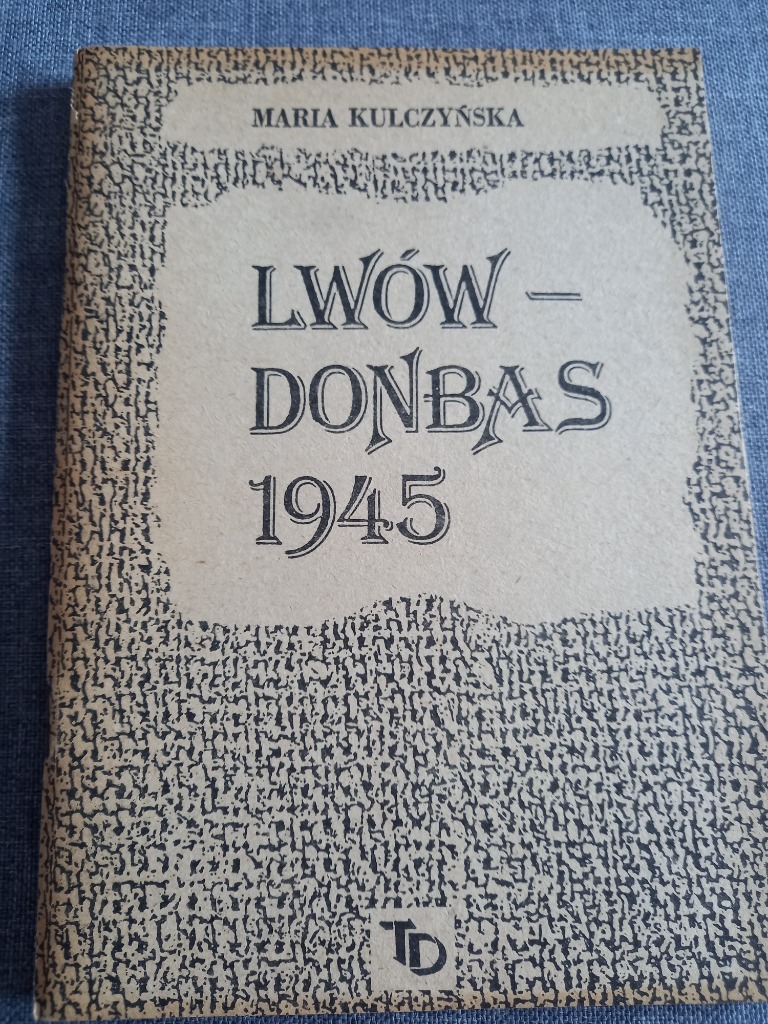 MARIA KULCZYŃSKA
LWÓW –
DONBAS
1945
TD